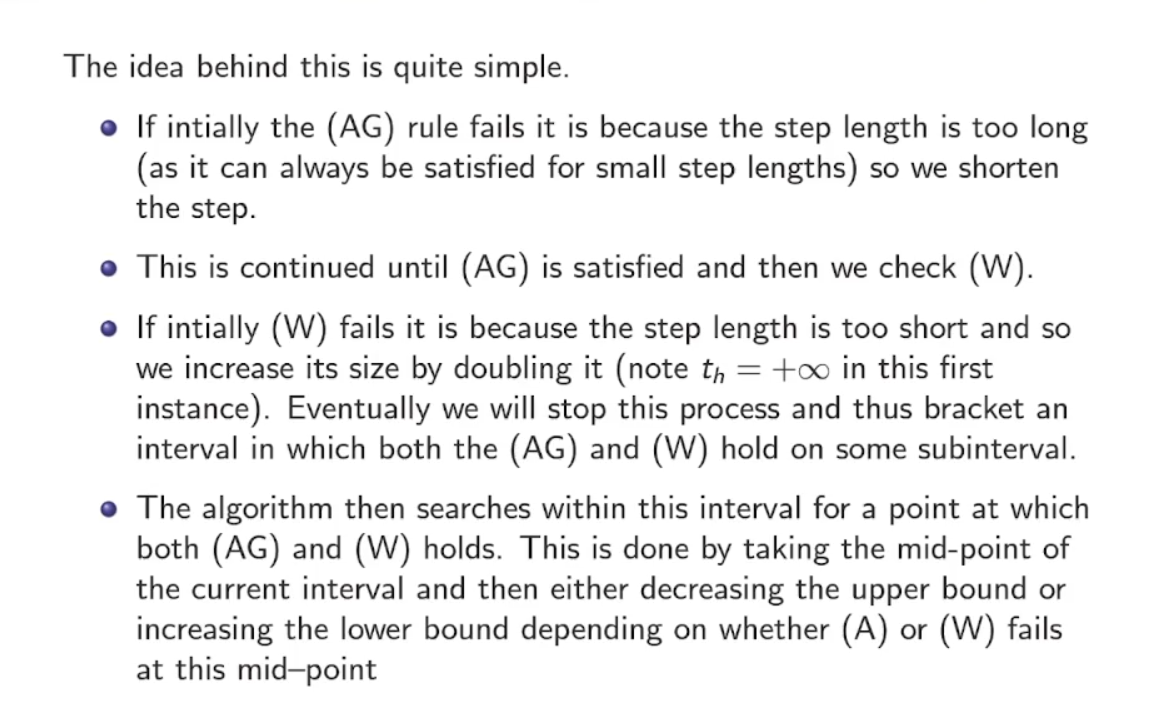 The idea behind this is quite simple.
If intially the (AG) rule fails it is because the step length is too long
(as it can always be satisfied for small step lengths) so we shorten
the step.
This is continued until (AG) is satisfied and then we check (W).
If intially (W) fails it is because the step length is too short and so
we increase its size by doubling it (note t_h = +∞ in this first
instance). Eventually we will stop this process and thus bracket an
interval in which both the (AG) and (W) hold on some subinterval.
The algorithm then searches within this interval for a point at which
both (AG) and (W) holds. This is done by taking the mid-point of
the current interval and then either decreasing the upper bound or
increasing the lower bound depending on whether (A) or (W) fails
at this mid–point